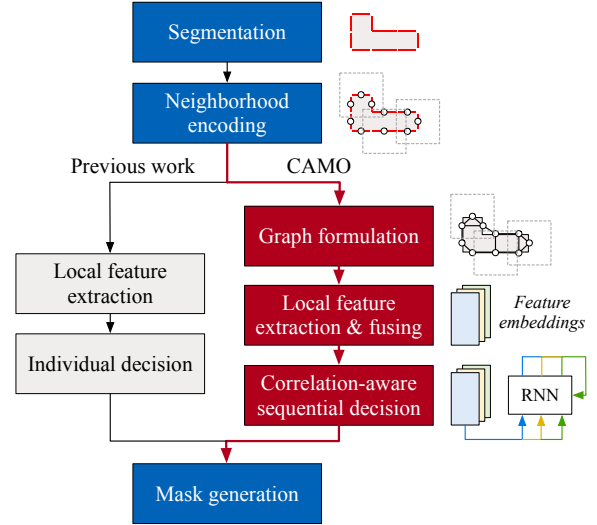 Segmentation
Neighborhood
encoding
Previous work
CAMO
Graph formulation
Local feature
extraction
Local feature
extraction & fusing
Feature
embeddings
Individual decision
Correlation-aware
sequential decision
RNN
Mask generation